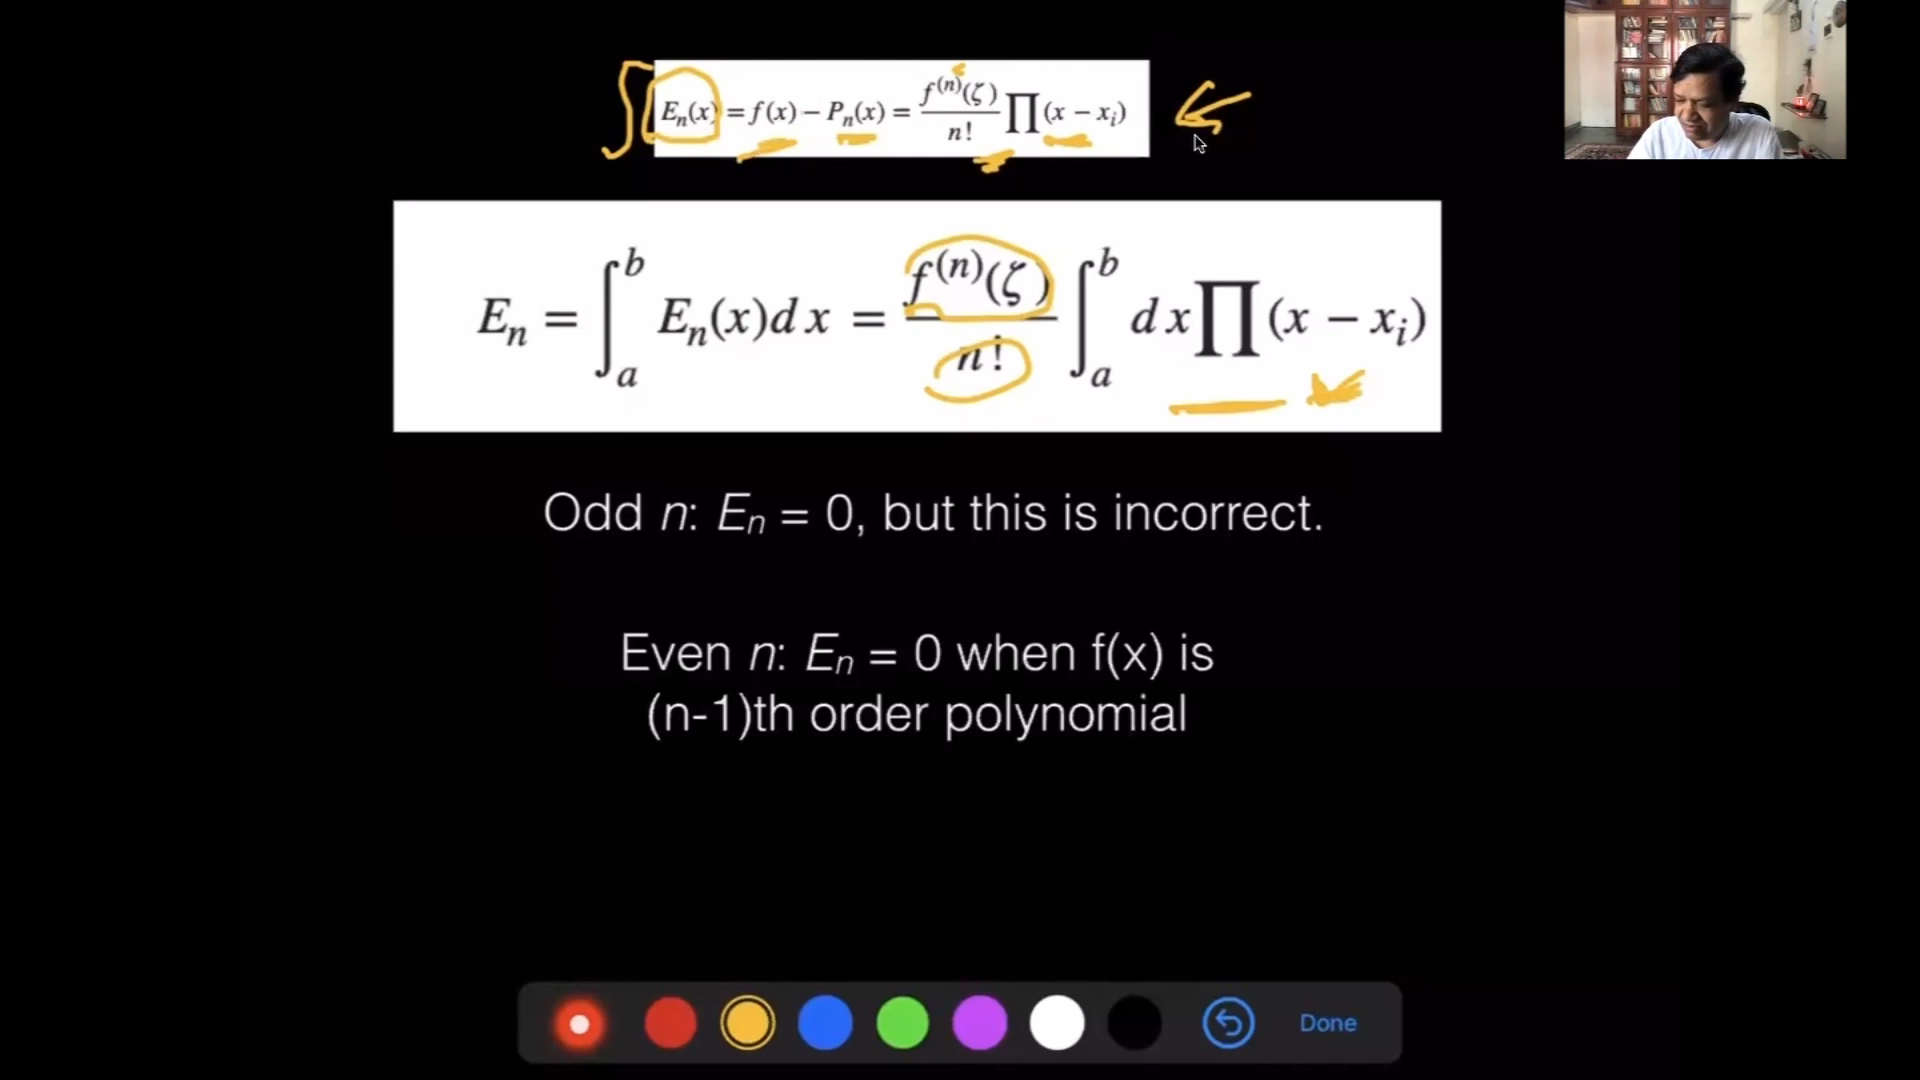 Eₙ(x) = f(x) − Pₙ(x) = f⁽ⁿ⁾(ζ) / n! ∏(x − xᵢ)
Eₙ = ∫ₐᵇ Eₙ(x)dx = f⁽ⁿ⁾(ζ) / n! ∫ₐᵇ dx∏(x − xᵢ)
Odd n: Eₙ = 0, but this is incorrect.
Even n: Eₙ = 0 when f(x) is
(n-1)th order polynomial
Done